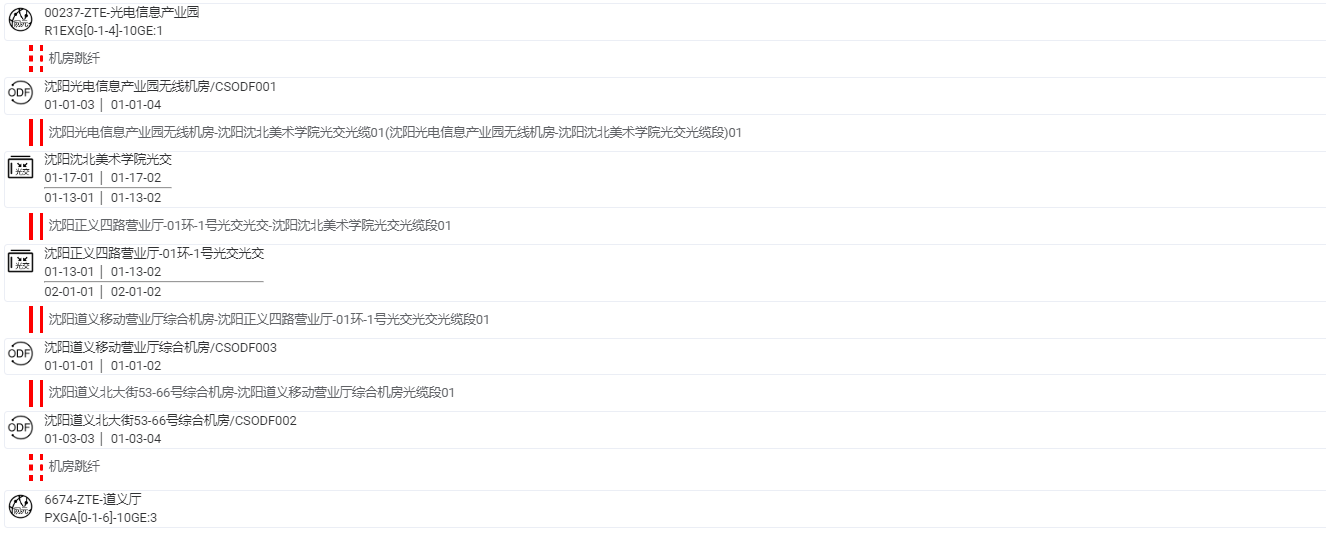 00237-ZTE-光电信息产业园
R1EXG[0-1-4]-10GE:1
机房跳纤
ODF
沈阳光电信息产业园无线机房/CSODF001
01-01-03 │ 01-01-04
沈阳光电信息产业园无线机房-沈阳沈北美术学院光交光缆01(沈阳光电信息产业园无线机房-沈阳沈北美术学院光交光缆段)01
光交
沈阳沈北美术学院光交
01-17-01 │ 01-17-02
01-13-01 │ 01-13-02
沈阳正义四路营业厅-01环-1号光交光交-沈阳沈北美术学院光交光缆段01
光交
沈阳正义四路营业厅-01环-1号光交光交
01-13-01 │ 01-13-02
02-01-01 │ 02-01-02
沈阳道义移动营业厅综合机房-沈阳正义四路营业厅-01环-1号光交光交光缆段01
ODF
沈阳道义移动营业厅综合机房/CSODF003
01-01-01 │ 01-01-02
沈阳道义北大街53-66号综合机房-沈阳道义移动营业厅综合机房光缆段01
ODF
沈阳道义北大街53-66号综合机房/CSODF002
01-03-03 │ 01-03-04
机房跳纤
6674-ZTE-道义厅
PXGA[0-1-6]-10GE:3